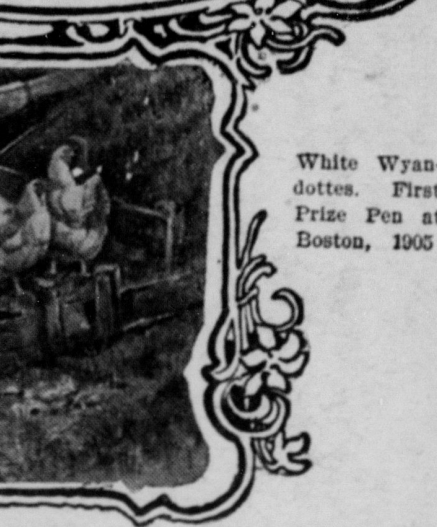 White Wyan-
dottes. First
Prize Pen at
Boston, 1905